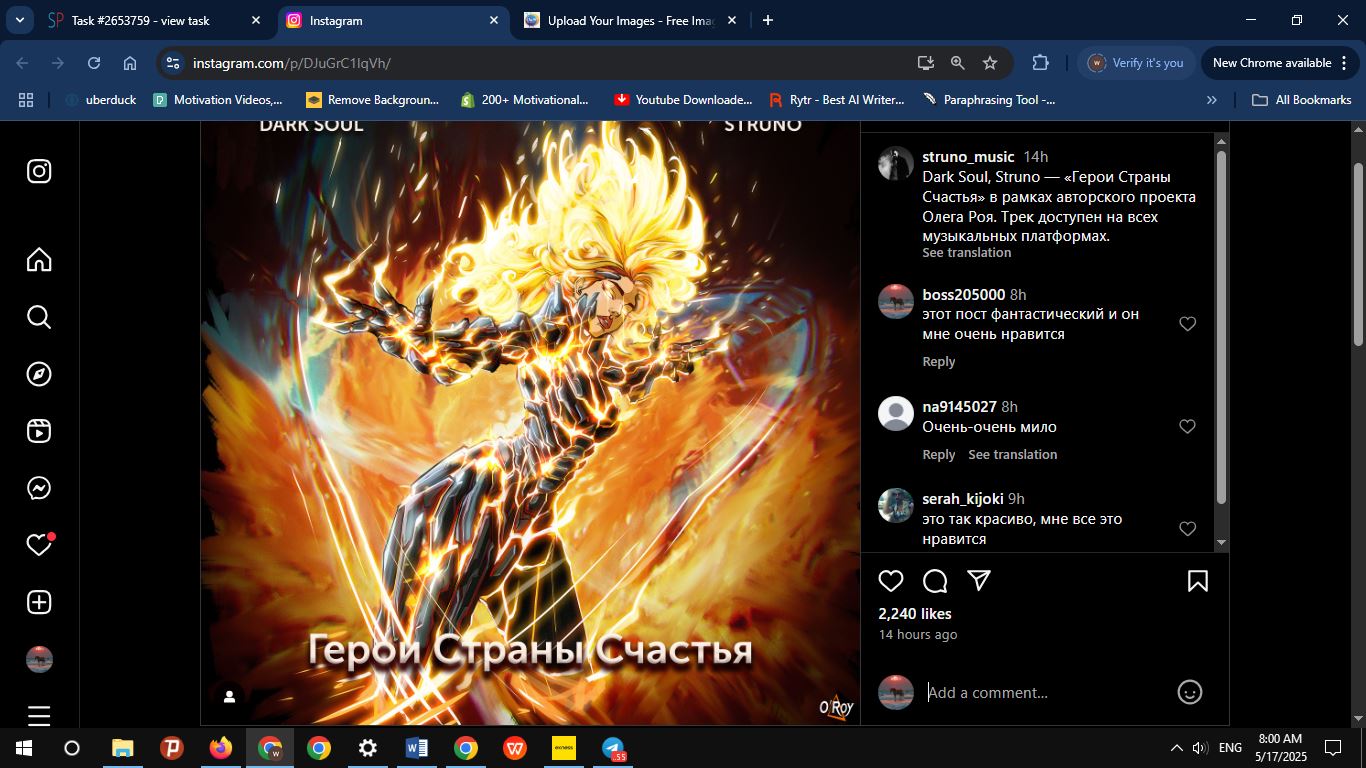 Task #2653759 - view task
Instagram
Upload Your Images - Free Imag
instagram.com/p/DJuGrC1IqVh/
Verify it's you
New Chrome available
uberduck
Motivation Videos,...
Remove Backgroun...
200+ Motivational...
Youtube Downloade...
Rytr - Best AI Writer...
Paraphrasing Tool -...
All Bookmarks
DARK SOUL
STRUNO
Герои Страны Счастья
O'Roy
struno_music 14h
Dark Soul, Struno — «Герои Страны
Счастья» в рамках авторского проекта
Олега Роя. Трек доступен на всех
музыкальных платформах.
See translation
boss205000 8h
этот пост фантастический и он
мне очень нравится
Reply
na9145027 8h
Очень-очень мило
Reply See translation
serah_kijoki 9h
это так красиво, мне все это
нравится
2,240 likes
14 hours ago
Add a comment...
ENG
8:00 AM
5/17/2025